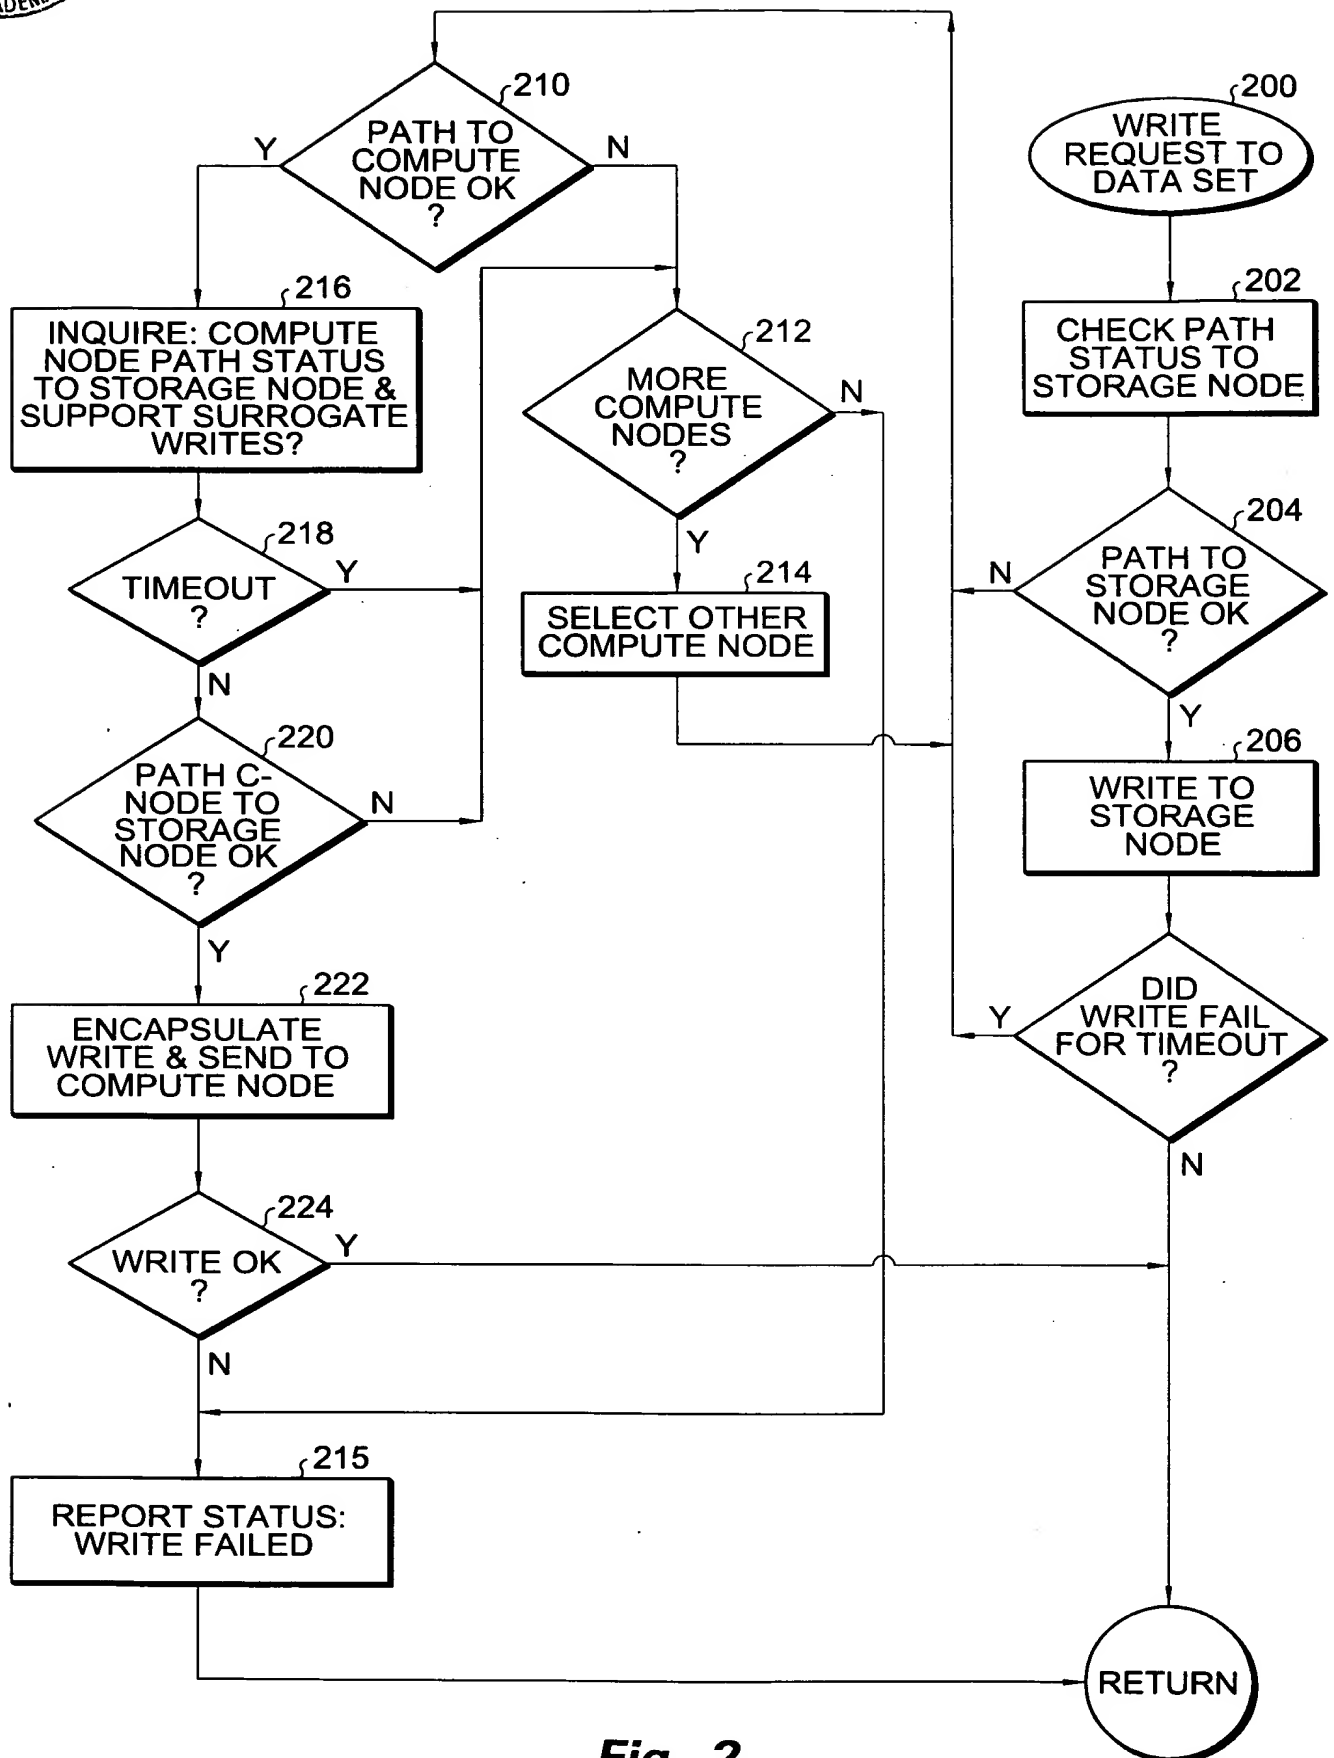 210
PATH TO
COMPUTE
NODE OK
?
Y
N
200
WRITE
REQUEST TO
DATA SET
216
INQUIRE: COMPUTE
NODE PATH STATUS
TO STORAGE NODE &
SUPPORT SURROGATE
WRITES?
202
CHECK PATH
STATUS TO
STORAGE NODE
212
MORE
COMPUTE
NODES
?
N
Y
204
PATH TO
STORAGE
NODE OK
?
N
Y
218
TIMEOUT
?
Y
N
214
SELECT OTHER
COMPUTE NODE
220
PATH C-
NODE TO
STORAGE
NODE OK
?
N
Y
206
WRITE TO
STORAGE
NODE
DID
WRITE FAIL
FOR TIMEOUT
?
Y
N
222
ENCAPSULATE
WRITE & SEND TO
COMPUTE NODE
224
WRITE OK
?
Y
N
215
REPORT STATUS:
WRITE FAILED
RETURN
Fig. 2